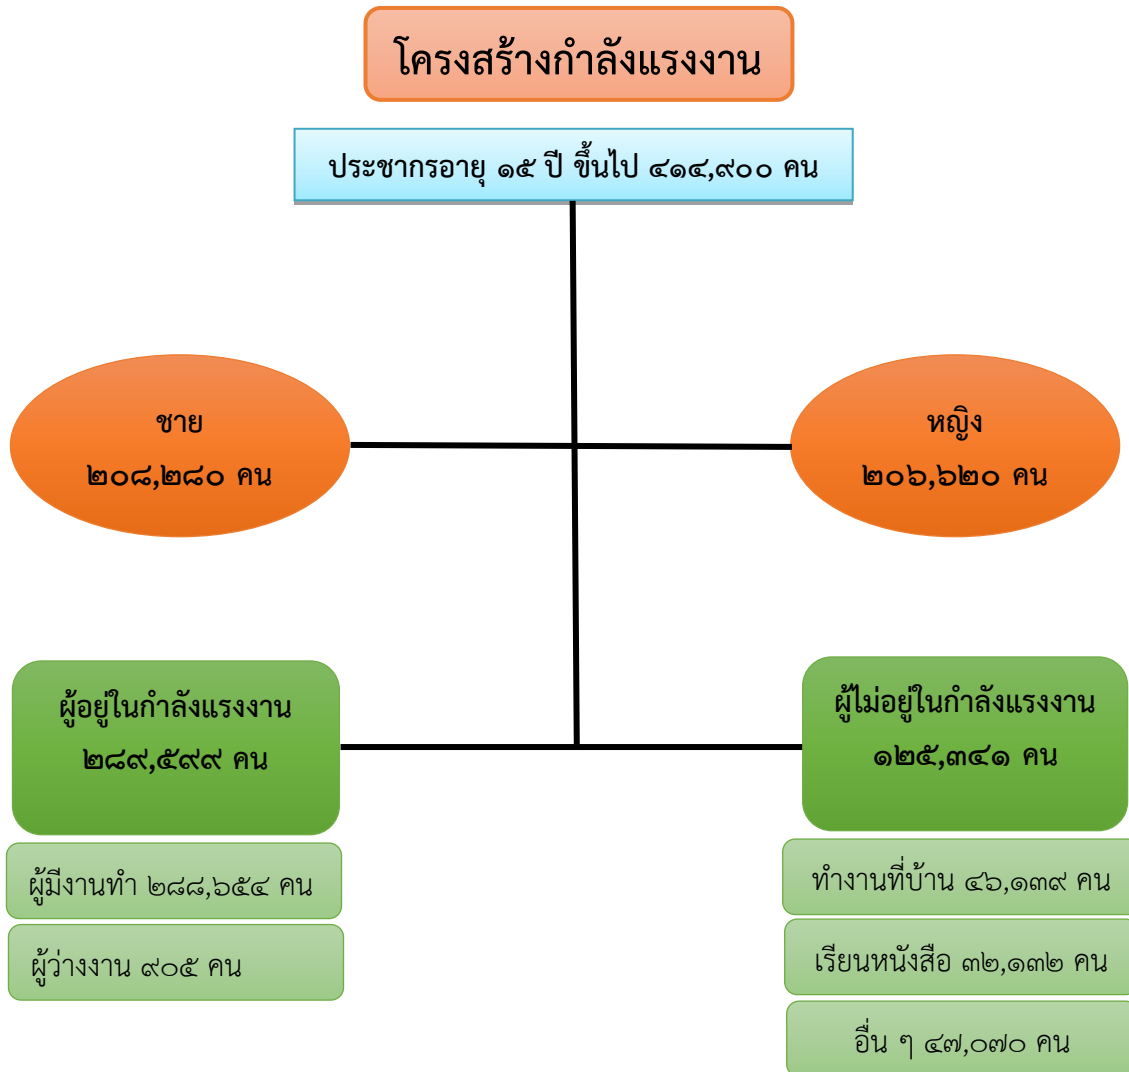 โครงสร้างกำลังแรงงาน
ประชากรอายุ ๑๕ ปี ขึ้นไป ๔๑๔,๙๐๐ คน
ชาย
๒๐๘,๒๘๐ คน
หญิง
๒๐๖,๖๒๐ คน
ผู้อยู่ในกำลังแรงงาน
๒๘๙,๕๙๙ คน
ผู้มีงานทำ ๒๘๘,๖๕๔ คน
ผู้ว่างงาน ๙๐๕ คน
ผู้ไม่อยู่ในกำลังแรงงาน
๑๒๕,๓๔๑ คน
ทำงานที่บ้าน ๔๖,๑๓๙ คน
เรียนหนังสือ ๓๒,๑๓๒ คน
อื่น ๆ ๔๗,๐๗๐ คน